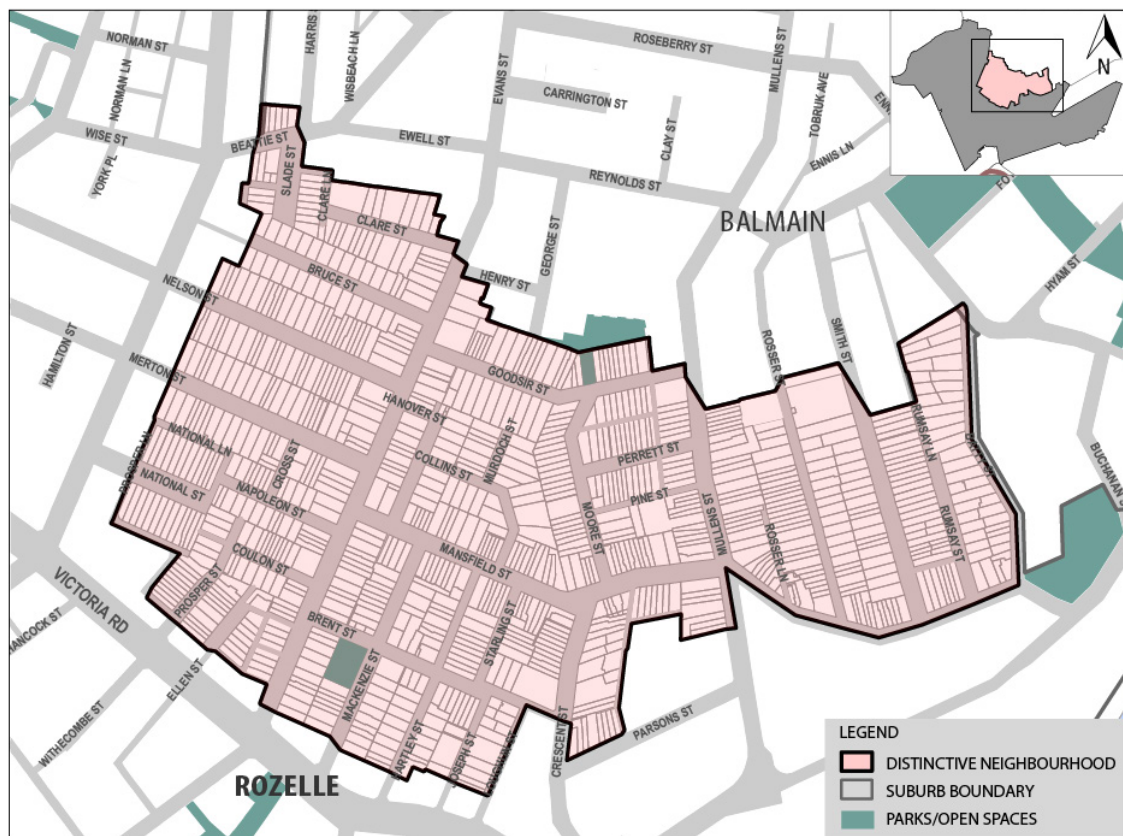 NORMAN ST
NORMAN LN
HARRIS
WISBEACH LN
EVANS ST
ROSEBERRY ST
MULLENS ST
CARRINGTON ST
TOBRUK AVE
CLAY ST
WISE ST
YORK PL
BEATTIE ST
EWELL ST
ENNIS LN
REYNOLDS ST
SLADE ST
CLARE LN
CLARE ST
BALMAIN
GEORGE ST
HENRY ST
HYAM ST
BRUCE ST
NELSON ST
HAMILTON ST
MERTON ST
GOODSIR ST
HANOVER ST
MURDOCH ST
COLLINS ST
ROSSER ST
SMITH ST
RUMSAY LN
NATIONAL LN
CROSS ST
PERRETT ST
PINE ST
NATIONAL ST
NAPOLEON ST
MOORE ST
MULLENS ST
RUMSAY ST
BUCHANAN S
MANSFIELD ST
ROSSER LN
COULON ST
PROSPER ST
VICTORIA RD
BRENT ST
STARLING ST
MACKENZIE ST
HANCOCK ST
ELLEN ST
WITHECOMBE ST
HARTLEY ST
JOSEPH ST
CRESCENT ST
PARSONS ST
ROZELLE
N
LEGEND
DISTINCTIVE NEIGHBOURHOOD
SUBURB BOUNDARY
PARKS/OPEN SPACES